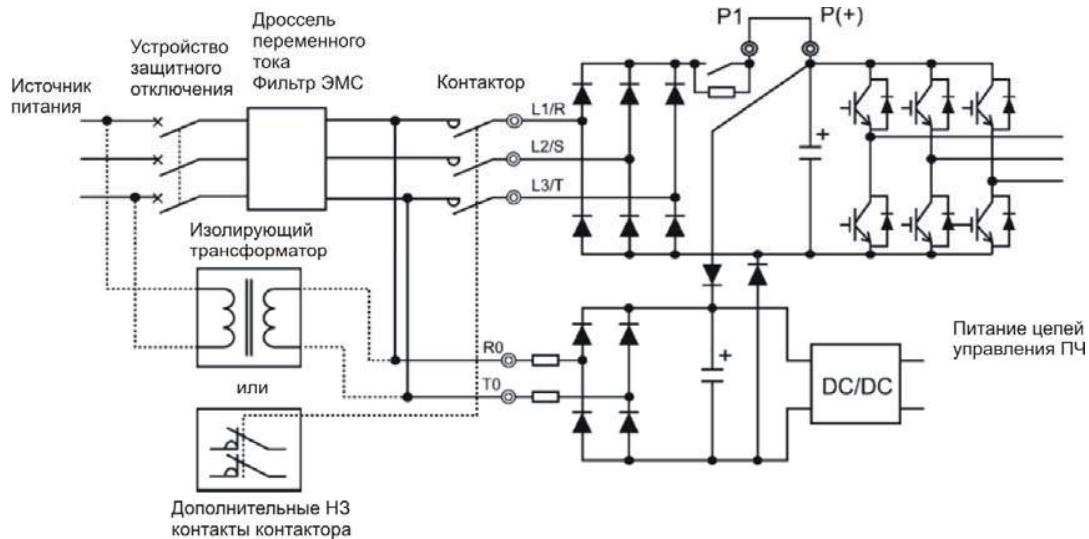 Дроссель
переменного
тока
Фильтр ЭМС
Устройство
защитного
отключения
Источник
питания
Контактор
P1
P(+)
L1/R
L2/S
L3/T
+
Изолирующий
трансформатор
или
R0
T0
+
DC/DC
Питание цепей
управления ПЧ
Дополнительные НЗ
контакты контактора